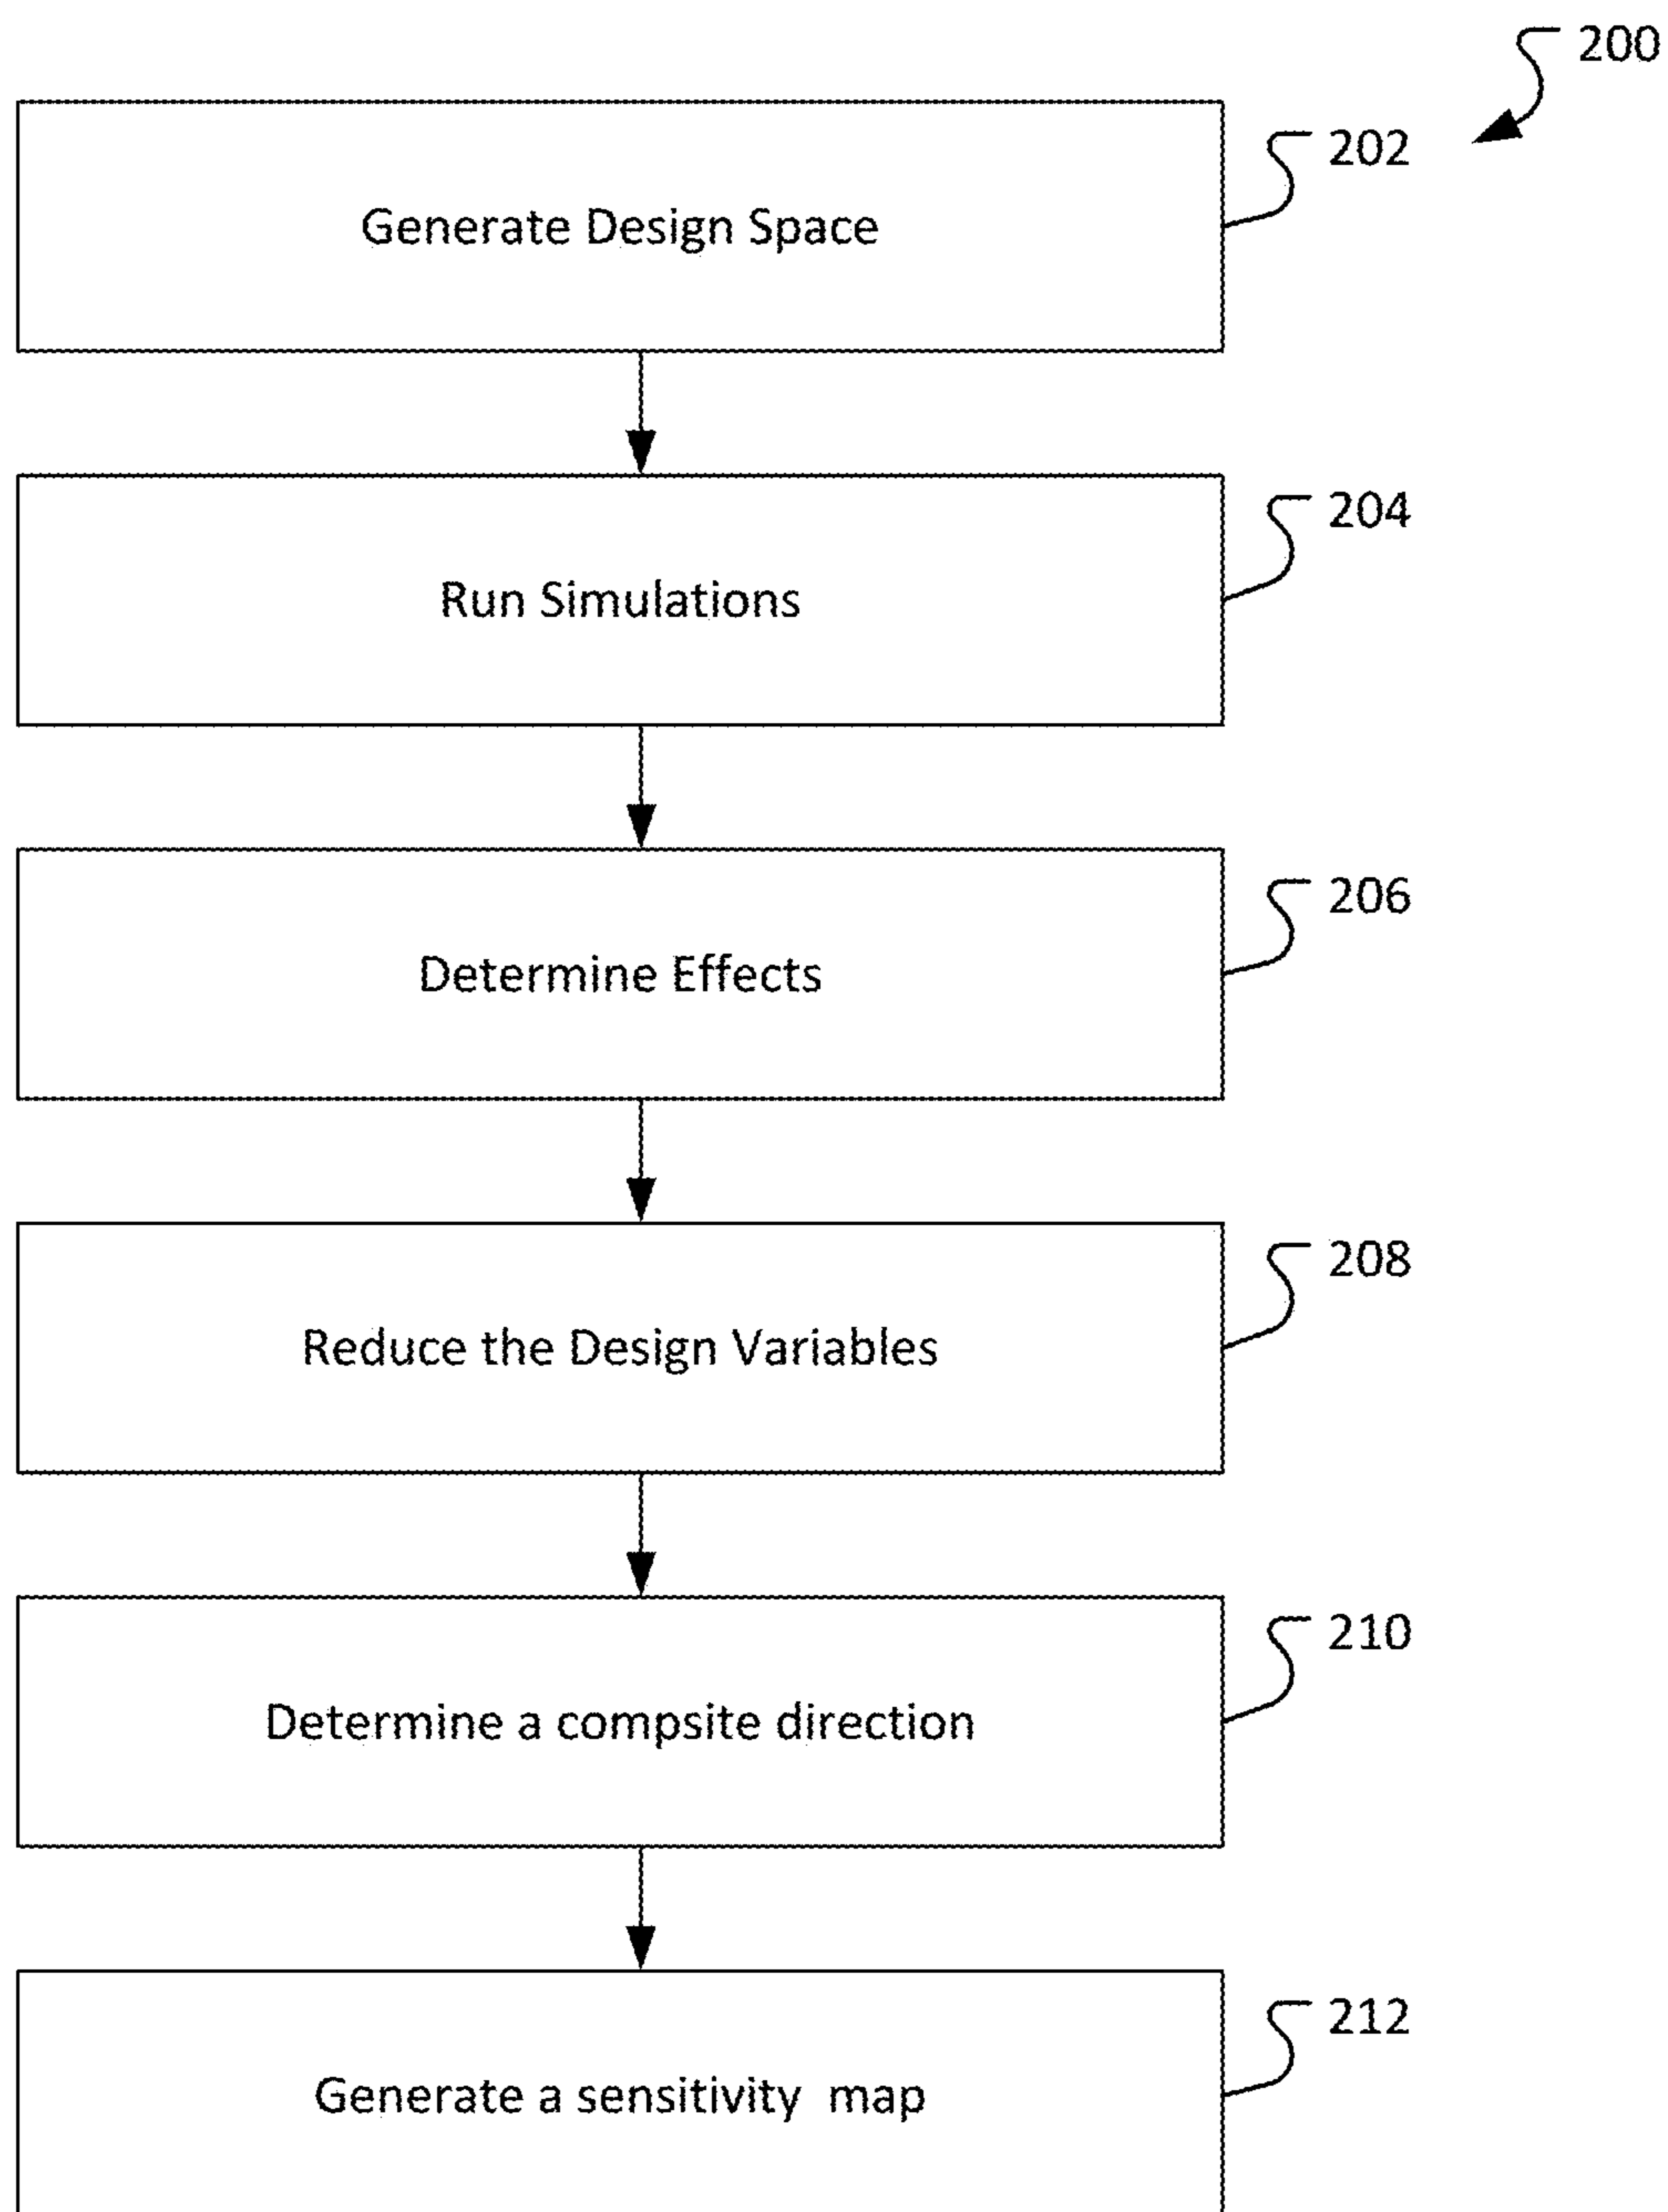 200
202
Generate Design Space
204
Run Simulations
206
Determine Effects
208
Reduce the Design Variables
210
Determine a compsite direction
212
Generate a sensitivity map